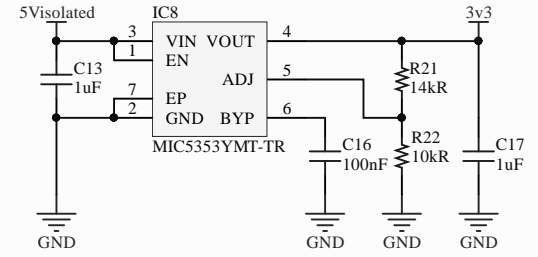 5Visolated
IC8
3v3
3 VIN VOUT 4
1 EN
C13
1uF
ADJ 5
R21
14kR
7 EP
2 GND BYP 6
MIC5353YMT-TR
C16
100nF
R22
10kR
C17
1uF
GND
GND
GND
GND